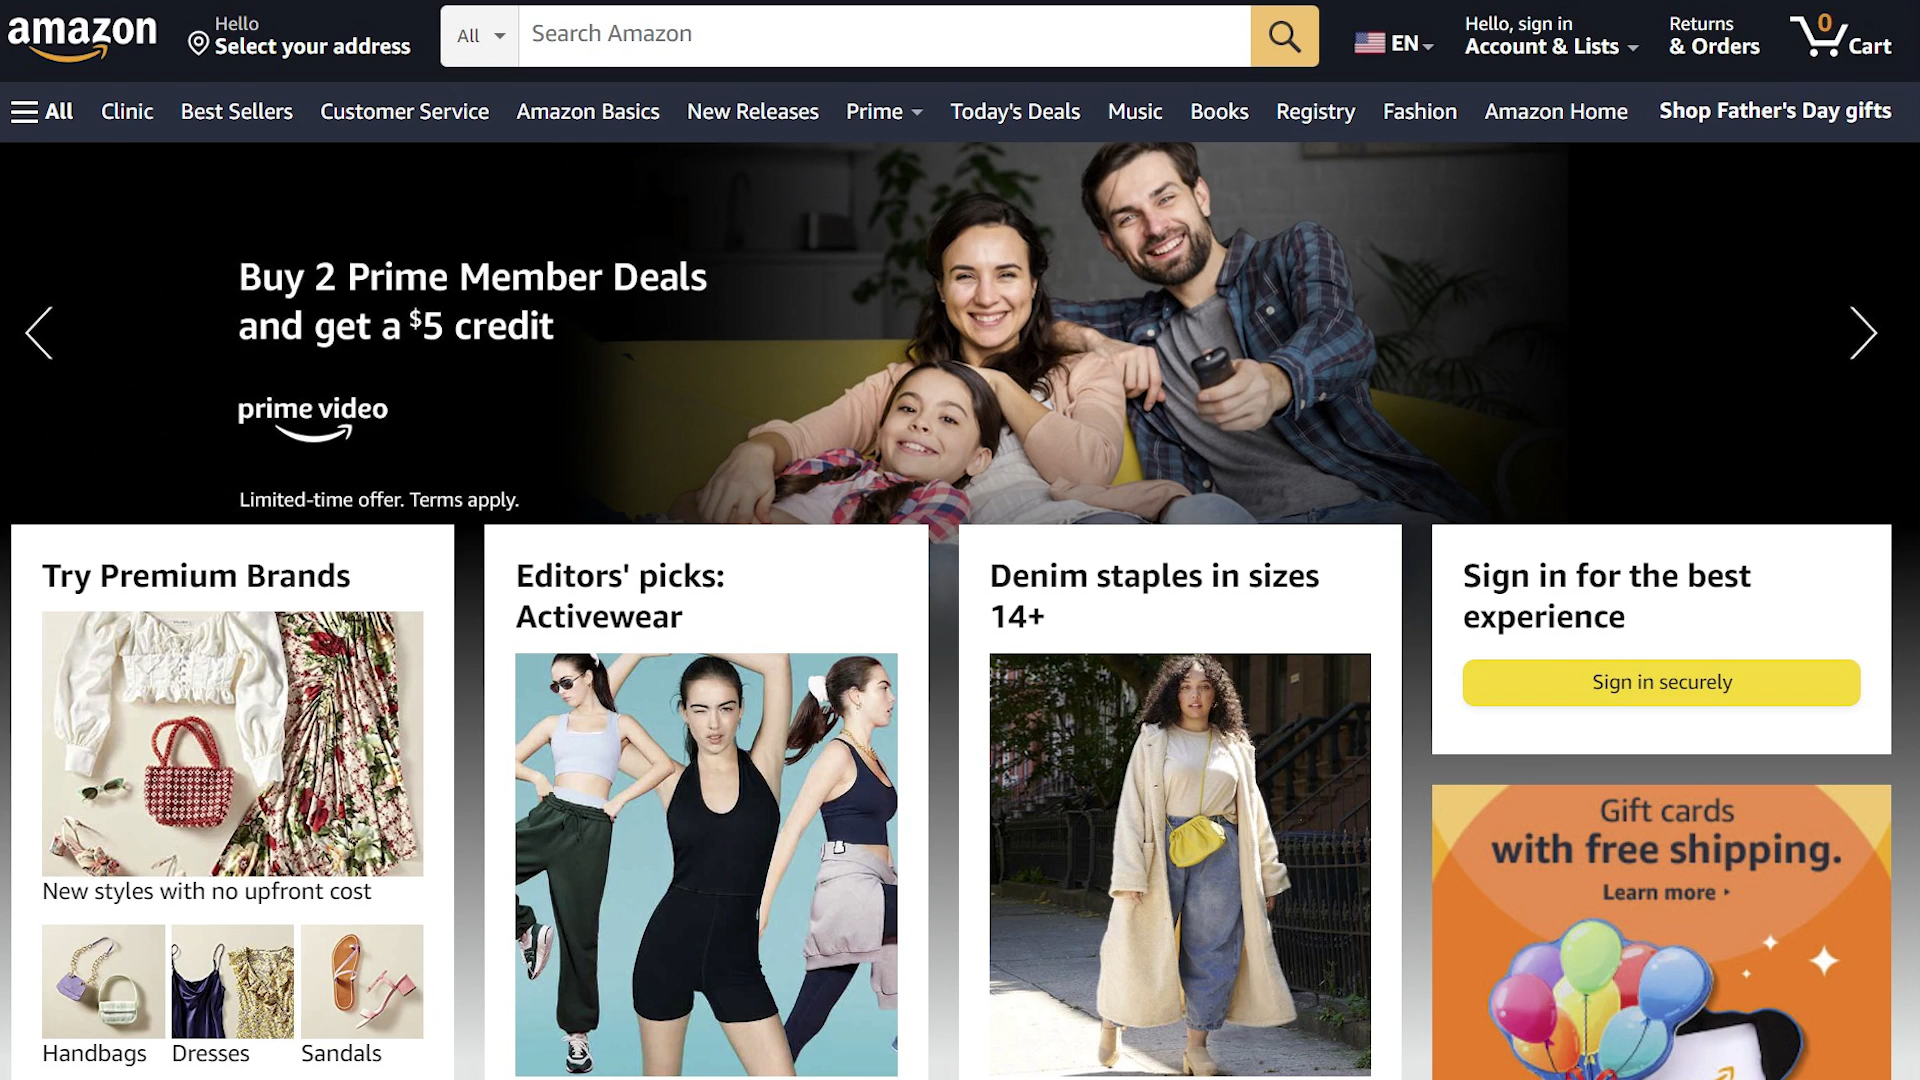 amazon
Hello
Select your address
All
Search Amazon
EN
Hello, sign in
Account & Lists
Returns
& Orders
0
Cart
All
Clinic
Best Sellers
Customer Service
Amazon Basics
New Releases
Prime
Today's Deals
Music
Books
Registry
Fashion
Amazon Home
Shop Father's Day gifts
Buy 2 Prime Member Deals
and get a $5 credit
prime video
Limited-time offer. Terms apply.
Try Premium Brands
New styles with no upfront cost
Handbags
Dresses
Sandals
Editors' picks:
Activewear
Denim staples in sizes
14+
Sign in for the best
experience
Sign in securely
Gift cards
with free shipping.
Learn more